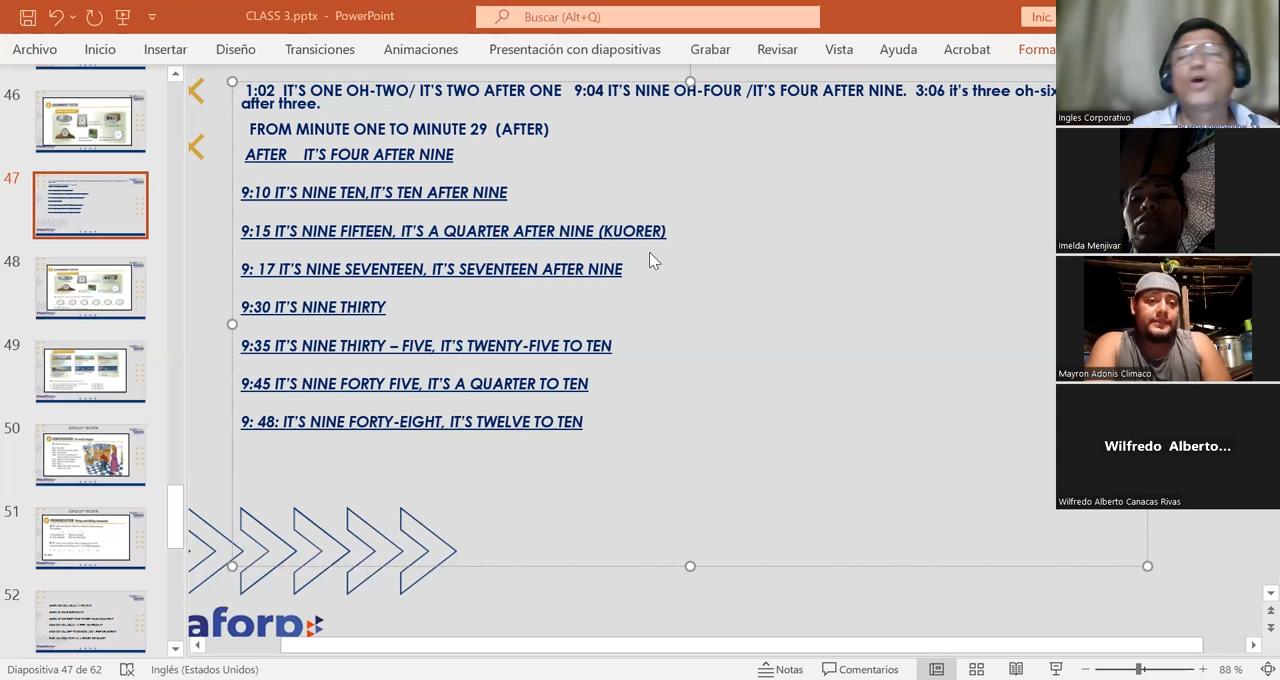 CLASS 3.pptx - PowerPoint
Buscar (Alt+Q)
Inic.
Archivo Inicio Insertar Diseño Transiciones Animaciones Presentación con diapositivas Grabar Revisar Vista Ayuda Acrobat Forma
46
47
48
49
50
GROUP WORK
51
GROUP WORK
52
1:02 IT'S ONE OH-TWO/ IT'S TWO AFTER ONE 9:04 IT'S NINE OH-FOUR /IT'S FOUR AFTER NINE. 3:06 it's three oh-six
after three.
FROM MINUTE ONE TO MINUTE 29 (AFTER)
AFTER IT'S FOUR AFTER NINE
9:10 IT'S NINE TEN,IT'S TEN AFTER NINE
9:15 IT'S NINE FIFTEEN, IT'S A QUARTER AFTER NINE (KUORER)
9: 17 IT'S NINE SEVENTEEN, IT'S SEVENTEEN AFTER NINE
9:30 IT'S NINE THIRTY
9:35 IT'S NINE THIRTY – FIVE, IT'S TWENTY-FIVE TO TEN
9:45 IT'S NINE FORTY FIVE, IT'S A QUARTER TO TEN
9: 48: IT'S NINE FORTY-EIGHT, IT'S TWELVE TO TEN
aforp
Ingles Corporativo
Imelda Menjivar
Mayron Adonis Climaco
Wilfredo Alberto...
Wilfredo Alberto Canacas Rivas
Diapositiva 47 de 62 Inglés (Estados Unidos) Notas Comentarios 88 %